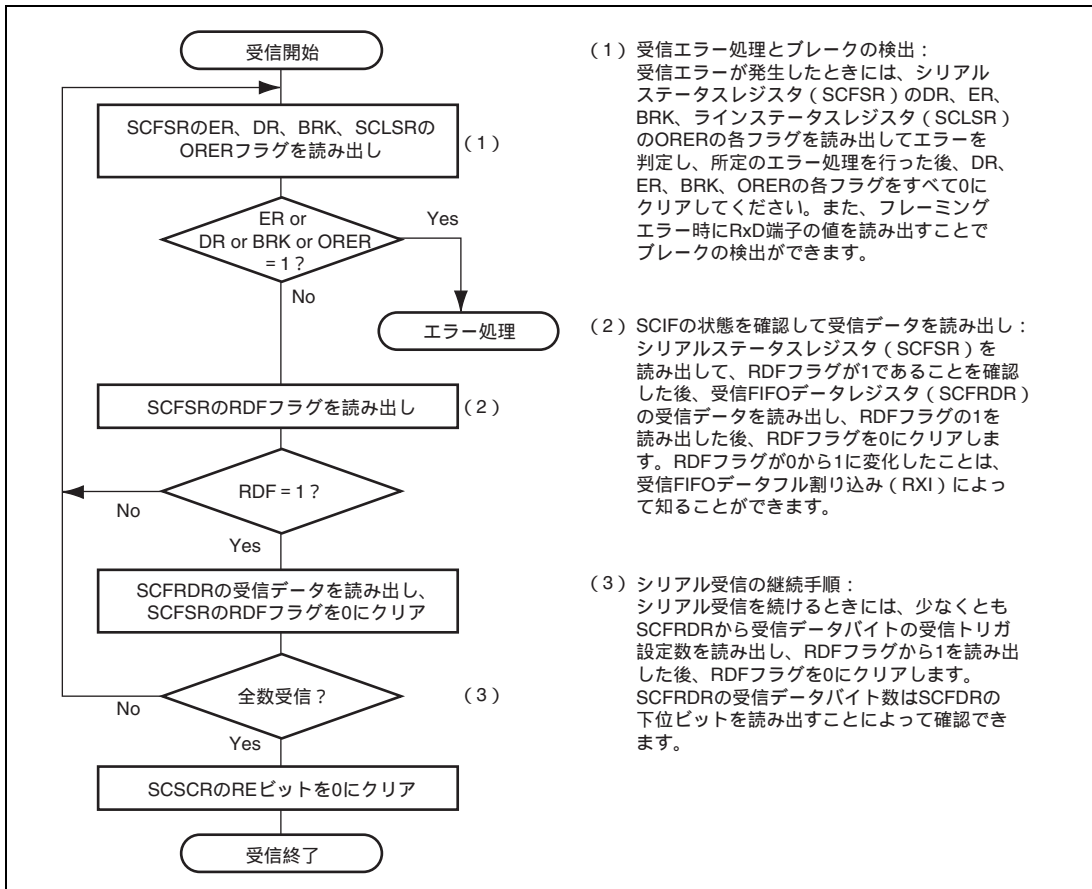 受信開始
SCFSRのER、DR、BRK、SCLSRの
ORERフラグを読み出し
(1)
ER or
DR or BRK or ORER
= 1?
Yes
No
エラー処理
SCFSRのRDFフラグを読み出し
(2)
RDF = 1?
No
Yes
SCFRDRの受信データを読み出し、
SCFSRのRDFフラグを0にクリア
全数受信?
(3)
No
Yes
SCSCRのREビットを0にクリア
受信終了
(1) 受信エラー処理とブレークの検出:
受信エラーが発生したときには、シリアル
ステータスレジスタ(SCFSR)のDR、ER、
BRK、ラインステータスレジスタ(SCLSR)
のORERの各フラグを読み出してエラーを
判定し、所定のエラー処理を行った後、DR、
ER、BRK、ORERの各フラグをすべて0に
クリアしてください。また、フレーミング
エラー時にRxD端子の値を読み出すことで
ブレークの検出ができます。
(2) SCIFの状態を確認して受信データを読み出し:
シリアルステータスレジスタ(SCFSR)を
読み出して、RDFフラグが1であることを確認
した後、受信FIFOデータレジスタ(SCFRDR)
の受信データを読み出し、RDFフラグの1を
読み出した後、RDFフラグを0にクリアしま
す。RDFフラグが0から1に変化したことは、
受信FIFOデータフル割り込み(RXI)によっ
て知ることができます。
(3) シリアル受信の継続手順:
シリアル受信を続けるときには、少なくとも
SCFRDRから受信データバイトの受信トリガ
設定数を読み出し、RDFフラグから1を読み出
した後、RDFフラグを0にクリアします。
SCFRDRの受信データバイト数はSCFDRの
下位ビットを読み出すことによって確認でき
ます。